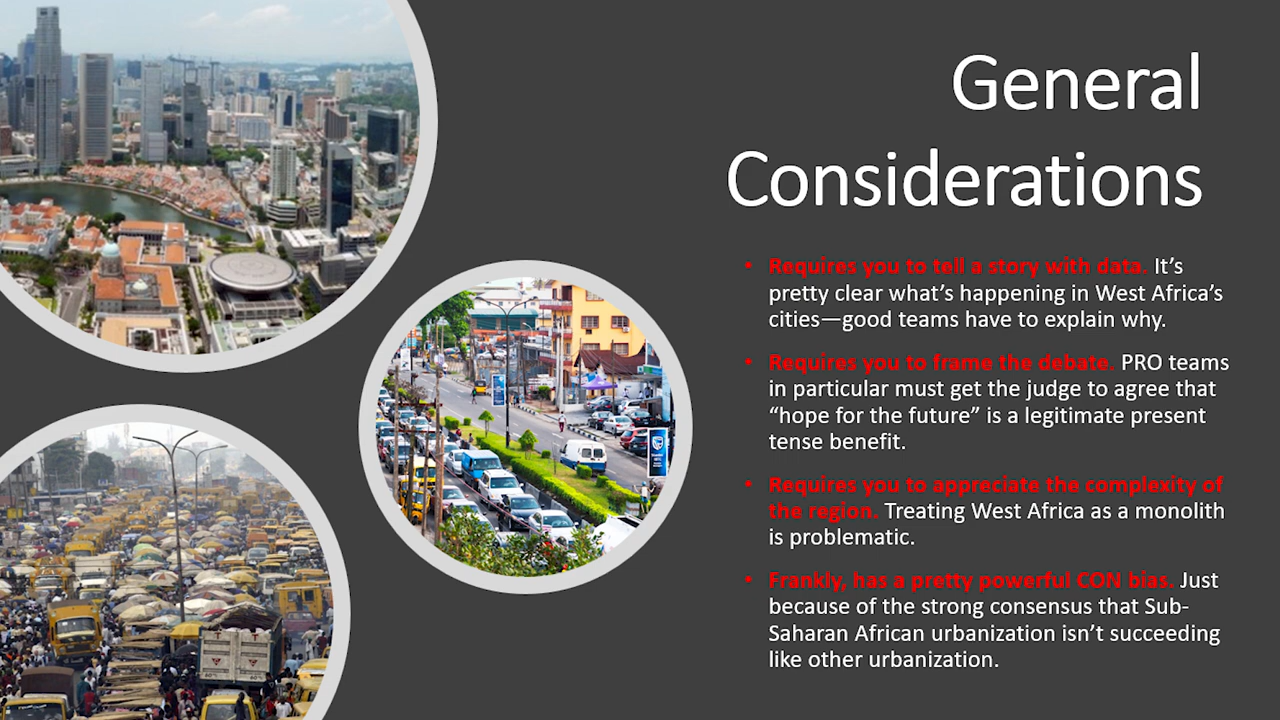 General
Considerations
• Requires you to tell a story with data. It’s
pretty clear what’s happening in West Africa’s
cities—good teams have to explain why.
• Requires you to frame the debate. PRO teams
in particular must get the judge to agree that
“hope for the future” is a legitimate present
tense benefit.
• Requires you to appreciate the complexity of
the region. Treating West Africa as a monolith
is problematic.
• Frankly, has a pretty powerful CON bias. Just
because of the strong consensus that Sub-
Saharan African urbanization isn’t succeeding
like other urbanization.